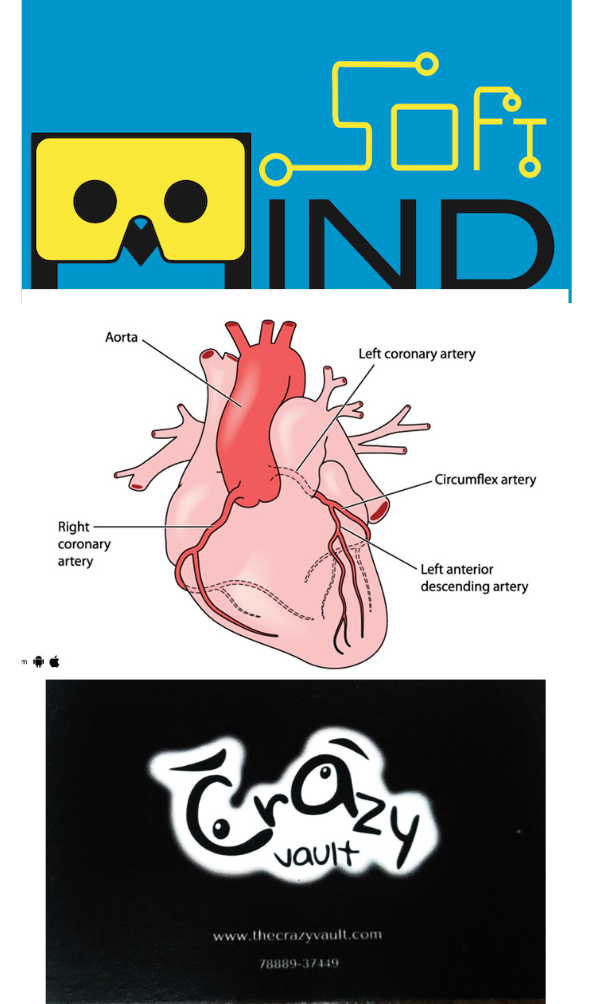 SOFT
MIND
Aorta
Left coronary artery
Circumflex artery
Right
coronary
artery
Left anterior
descending artery
m
Crazy
vault
www.thecrazyvault.com
78889-37449